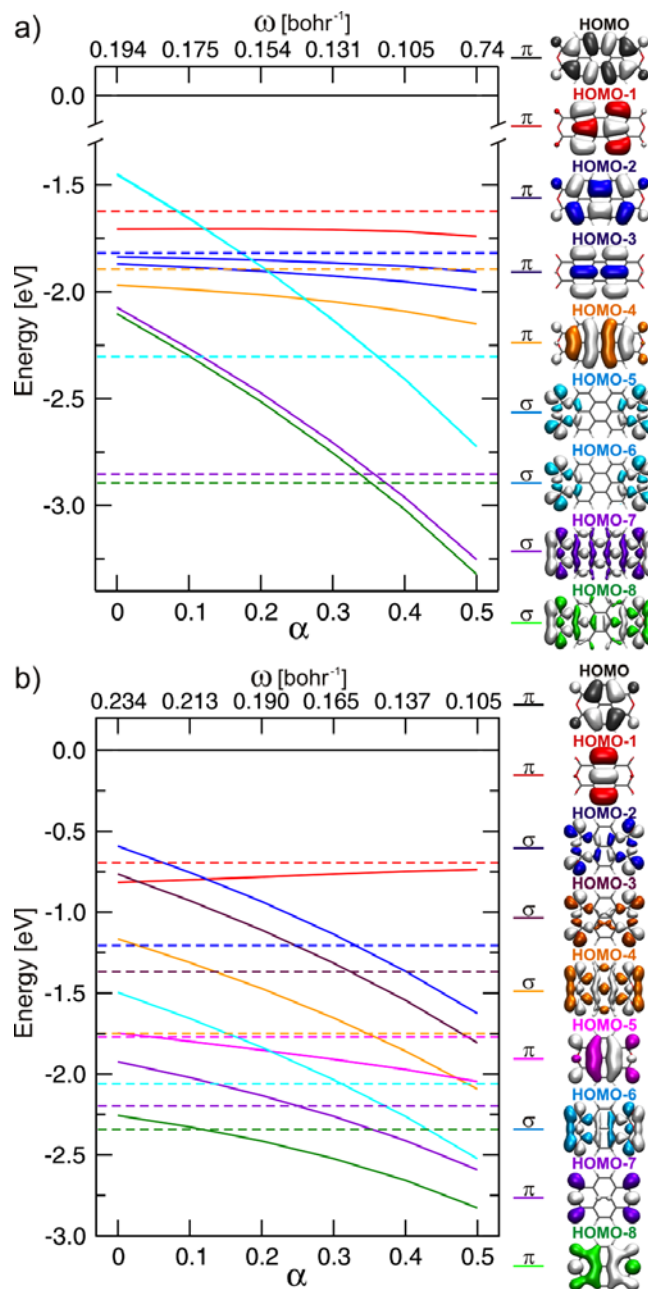 a)
ω [bohr⁻¹]
0.194 0.175 0.154 0.131 0.105 0.74
0.0
-1.5
-2.0
-2.5
-3.0
Energy [eV]
0 0.1 0.2 0.3 0.4 0.5
α
π HOMO
π HOMO-1
π HOMO-2
π HOMO-3
π HOMO-4
σ HOMO-5
σ HOMO-6
σ HOMO-7
σ HOMO-8
b)
ω [bohr⁻¹]
0.234 0.213 0.190 0.165 0.137 0.105
0.0
-0.5
-1.0
-1.5
-2.0
-2.5
-3.0
Energy [eV]
0 0.1 0.2 0.3 0.4 0.5
α
π HOMO
π HOMO-1
σ HOMO-2
σ HOMO-3
σ HOMO-4
π HOMO-5
σ HOMO-6
π HOMO-7
π HOMO-8